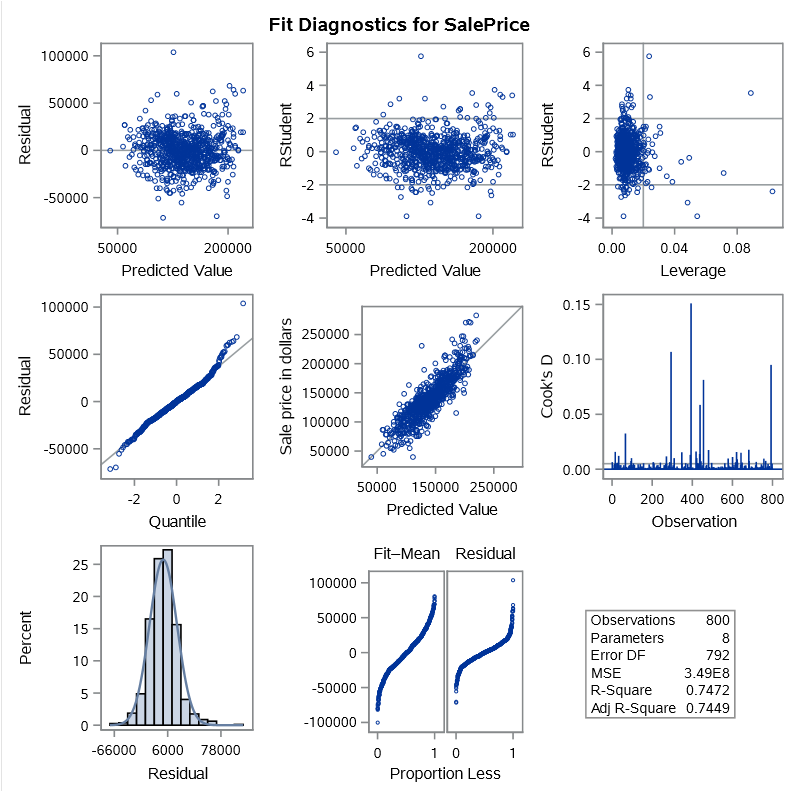 Fit Diagnostics for SalePrice
Residual
100000
50000
0
-50000
50000 200000
Predicted Value
RStudent
6
4
2
0
-2
-4
50000 200000
Predicted Value
RStudent
6
4
2
0
-2
-4
0.00 0.04 0.08
Leverage
Residual
100000
50000
0
-50000
-2 0 2
Quantile
Sale price in dollars
250000
200000
150000
100000
50000
50000 150000 250000
Predicted Value
Cook's D
0.15
0.10
0.05
0.00
0 200 400 600 800
Observation
Percent
25
20
15
10
5
0
-66000 6000 78000
Residual
Fit–Mean Residual
100000
50000
0
-50000
-100000
0 1 0 1
Proportion Less
Observations 800
Parameters 8
Error DF 792
MSE 3.49E8
R-Square 0.7472
Adj R-Square 0.7449